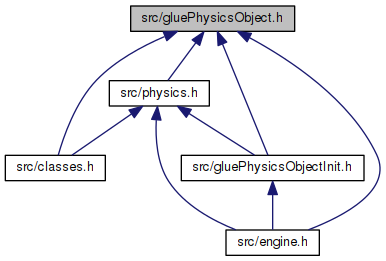 src/gluePhysicsObject.h
src/physics.h
src/classes.h
src/gluePhysicsObjectInit.h
src/engine.h